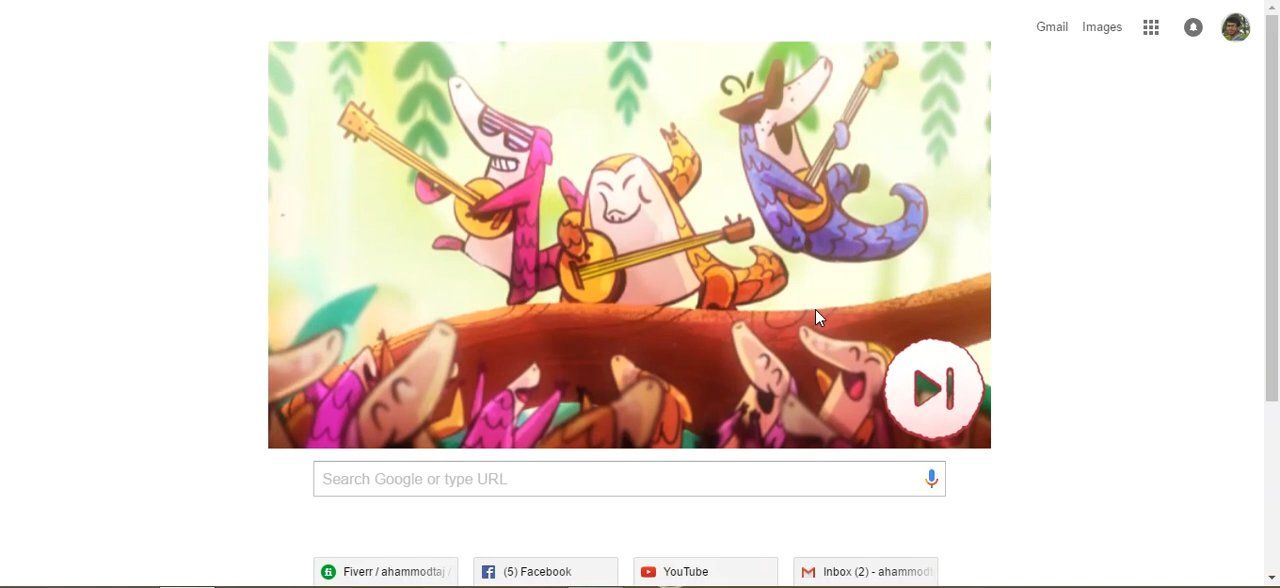 Gmail Images
Search Google or type URL
Fiverr / ahammodtaj / (5) Facebook YouTube Inbox (2) - ahammodt